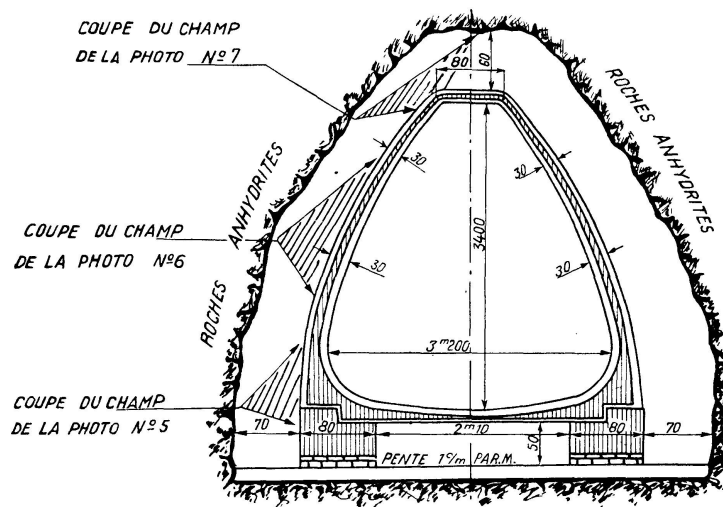 COUPE DU CHAMP
DE LA PHOTO Nº7
80
60
ROCHES ANHYDRITES
ROCHES ANHYDRITES
30
30
COUPE DU CHAMP
DE LA PHOTO Nº6
3400
30
30
3ᵐ200
COUPE DU CHAMP
DE LA PHOTO Nº5
70
80
2ᵐ10
80
70
50
PENTE 1ᶜ/m PAR.M.